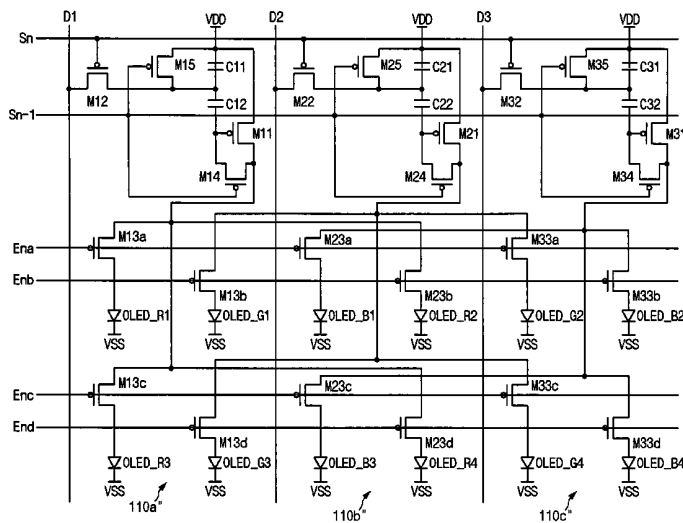 D1 D2 D3
VDD VDD VDD
Sn
M15 C11 M25 C21 M35 C31
M12 C12 M22 C22 M32 C32
Sn-1
M11 M21 M31
M14 M24 M34
Ena M13a M23a M33a
Enb M13b M23b M33b
OLED_R1 OLED_G1 OLED_B1 OLED_R2 OLED_G2 OLED_B2
VSS VSS VSS VSS VSS VSS
Enc M13c M23c M33c
End M13d M23d M33d
OLED_R3 OLED_G3 OLED_B3 OLED_R4 OLED_G4 OLED_B4
VSS VSS VSS VSS VSS VSS
110a" 110b" 110c"